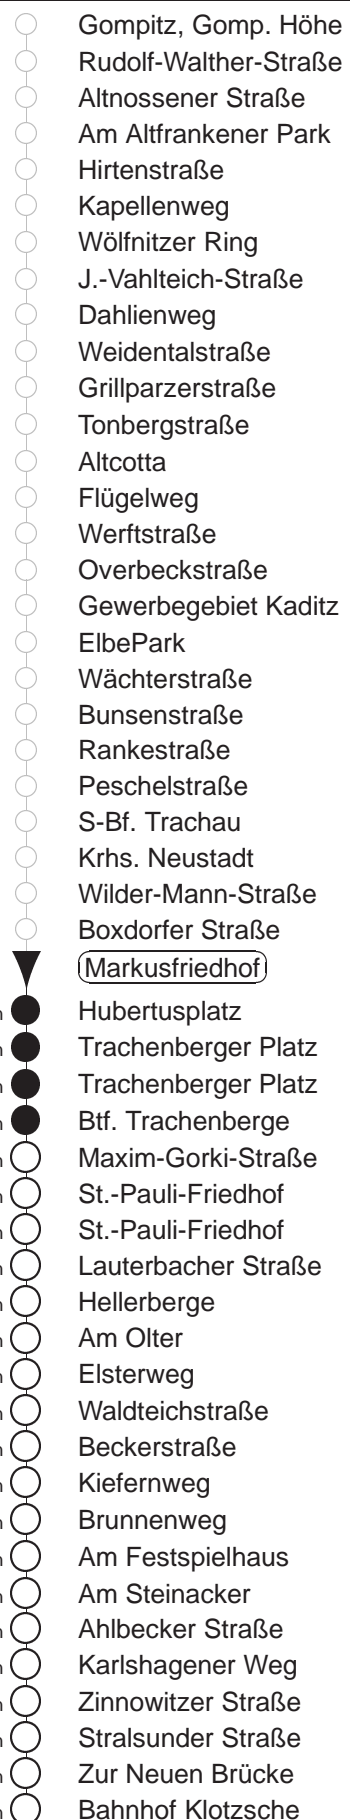 Gompitz, Gomp. Höhe
Rudolf-Walther-Straße
Altnossener Straße
Am Altfrankener Park
Hirtenstraße
Kapellenweg
Wölfnitzer Ring
J.-Vahlteich-Straße
Dahlienweg
Weidentalstraße
Grillparzerstraße
Tonbergstraße
Altcotta
Flügelweg
Werftstraße
Overbeckstraße
Gewerbegebiet Kaditz
ElbePark
Wächterstraße
Bunsenstraße
Rankestraße
Peschelstraße
S-Bf. Trachau
Krhs. Neustadt
Wilder-Mann-Straße
Boxdorfer Straße
Markusfriedhof
Hubertusplatz
Trachenberger Platz
Trachenberger Platz
Btf. Trachenberge
Maxim-Gorki-Straße
St.-Pauli-Friedhof
St.-Pauli-Friedhof
Lauterbacher Straße
Hellerberge
Am Olter
Elsterweg
Waldteichstraße
Beckerstraße
Kiefernweg
Brunnenweg
Am Festspielhaus
Am Steinacker
Ahlbecker Straße
Karlshagener Weg
Zinnowitzer Straße
Stralsunder Straße
Zur Neuen Brücke
Bahnhof Klotzsche